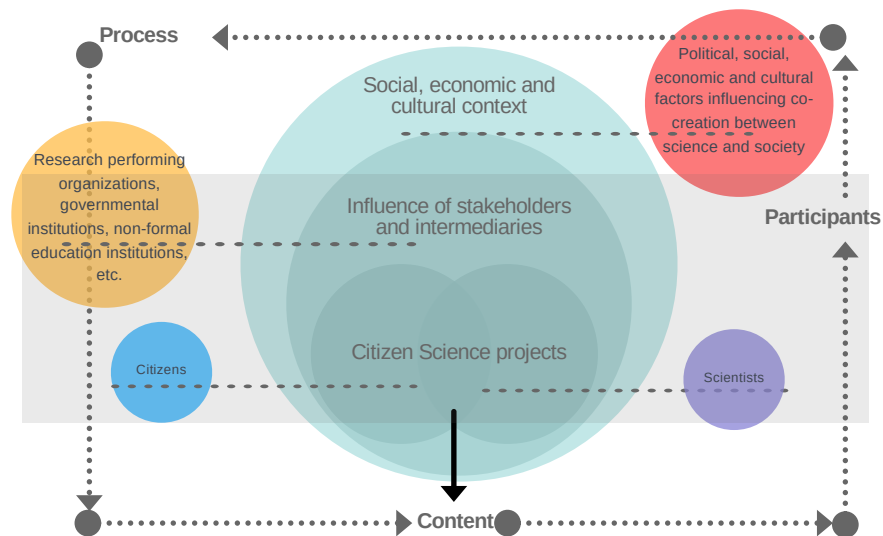 Process
Political, social,
economic and cultural
factors influencing co-
creation between
science and society
Social, economic and
cultural context
Research performing
organizations,
governmental
institutions, non-formal
education institutions,
etc.
Influence of stakeholders
and intermediaries
Participants
Citizen Science projects
Citizens
Scientists
Content